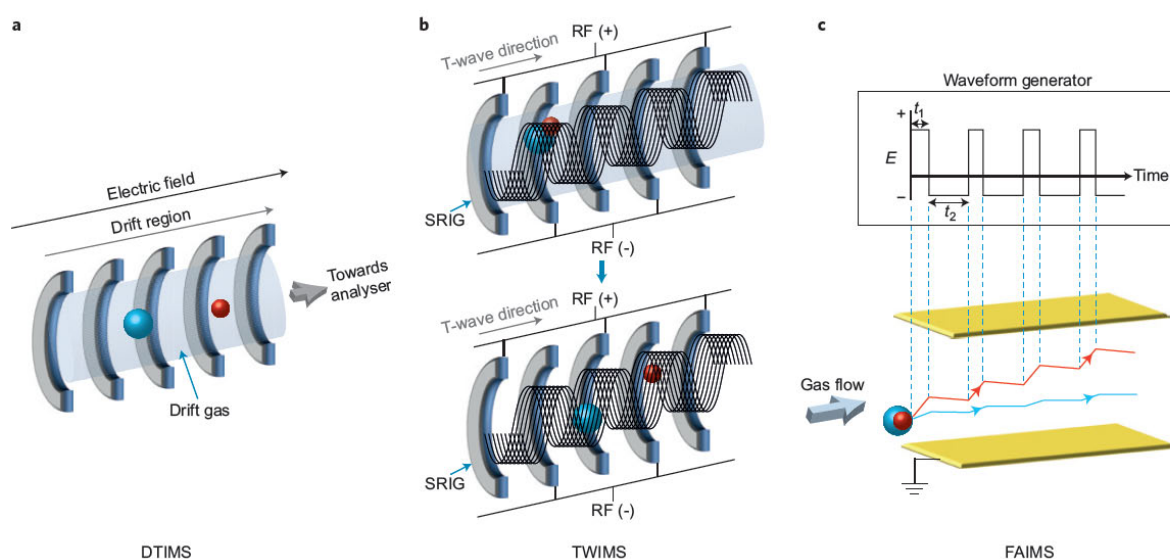 a
Electric field
Drift region
Towards
analyser
Drift gas
DTIMS
b
RF (+)
T-wave direction
SRIG
RF (-)
RF (+)
T-wave direction
SRIG
RF (-)
TWIMS
c
Waveform generator
+
t1
E
Time
–
t2
Gas flow
FAIMS